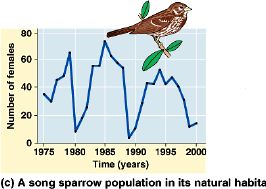 80
60
40
20
0
Number of females
1975 1980 1985 1990 1995 2000
Time (years)
(c) A song sparrow population in its natural habita